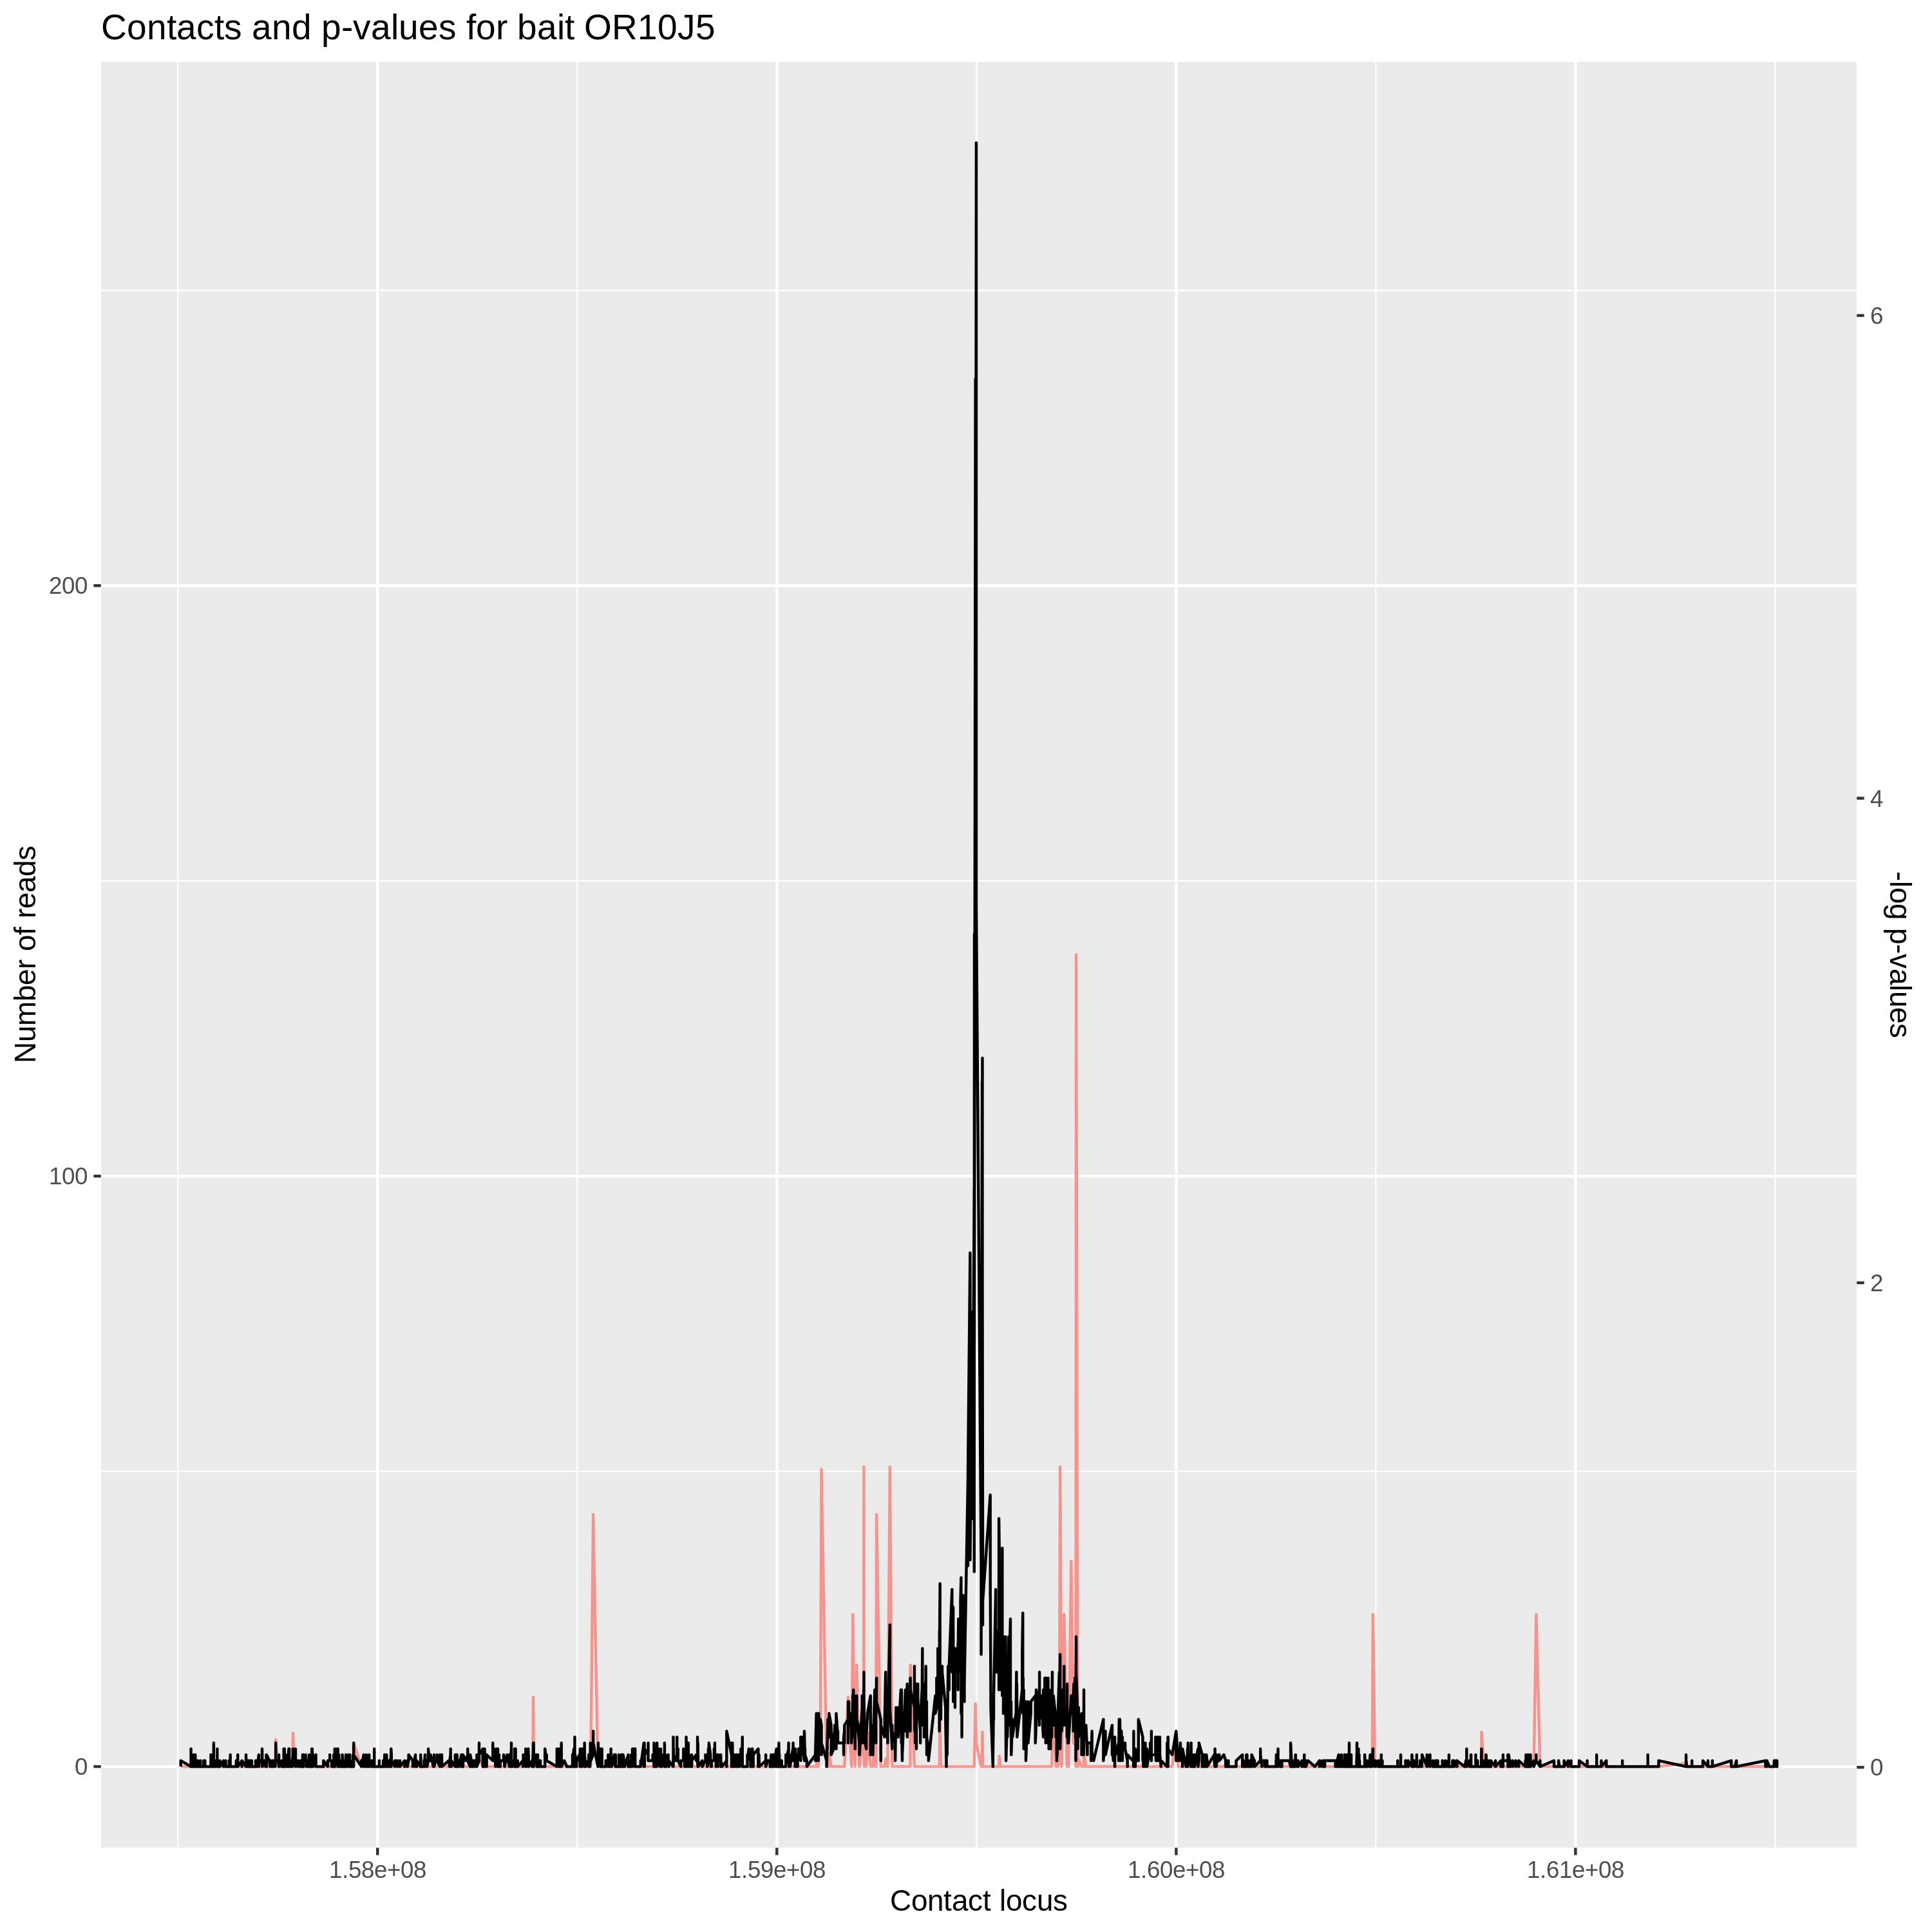 Contacts and p-values for bait OR10J5
Number of reads
200
100
0
6
4
2
0
-log p-values
1.58e+08
1.59e+08
1.60e+08
1.61e+08
Contact locus